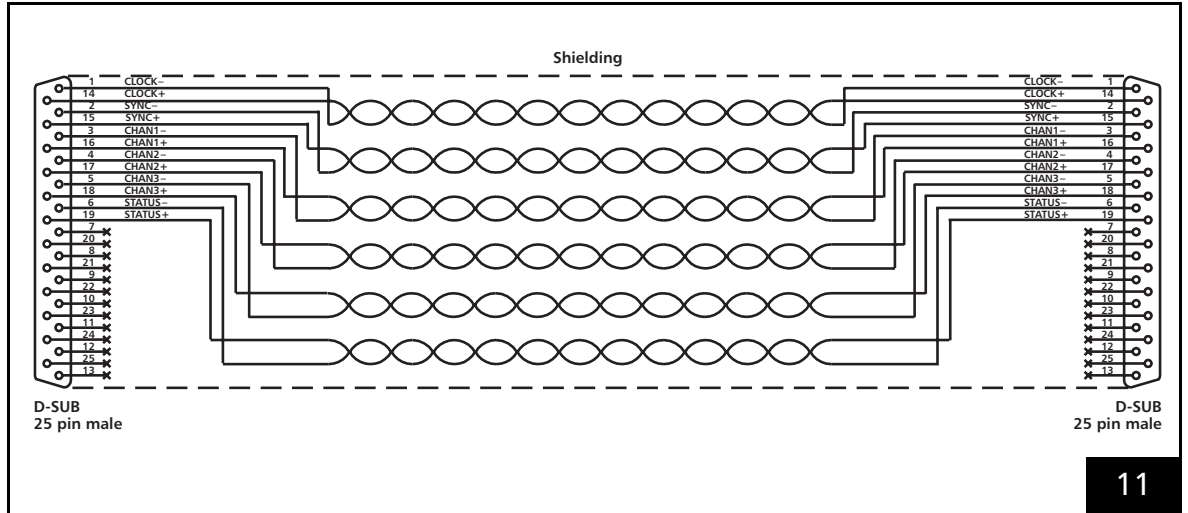 Shielding
1 CLOCK– CLOCK– 1
14 CLOCK+ CLOCK+ 14
2 SYNC– SYNC– 2
15 SYNC+ SYNC+ 15
3 CHAN1– CHAN1– 3
16 CHAN1+ CHAN1+ 16
4 CHAN2– CHAN2– 4
17 CHAN2+ CHAN2+ 17
5 CHAN3– CHAN3– 5
18 CHAN3+ CHAN3+ 18
6 STATUS– STATUS– 6
19 STATUS+ STATUS+ 19
7 7
20 20
8 8
21 21
9 9
22 22
10 10
23 23
11 11
24 24
12 12
25 25
13 13
D-SUB D-SUB
25 pin male 25 pin male
11